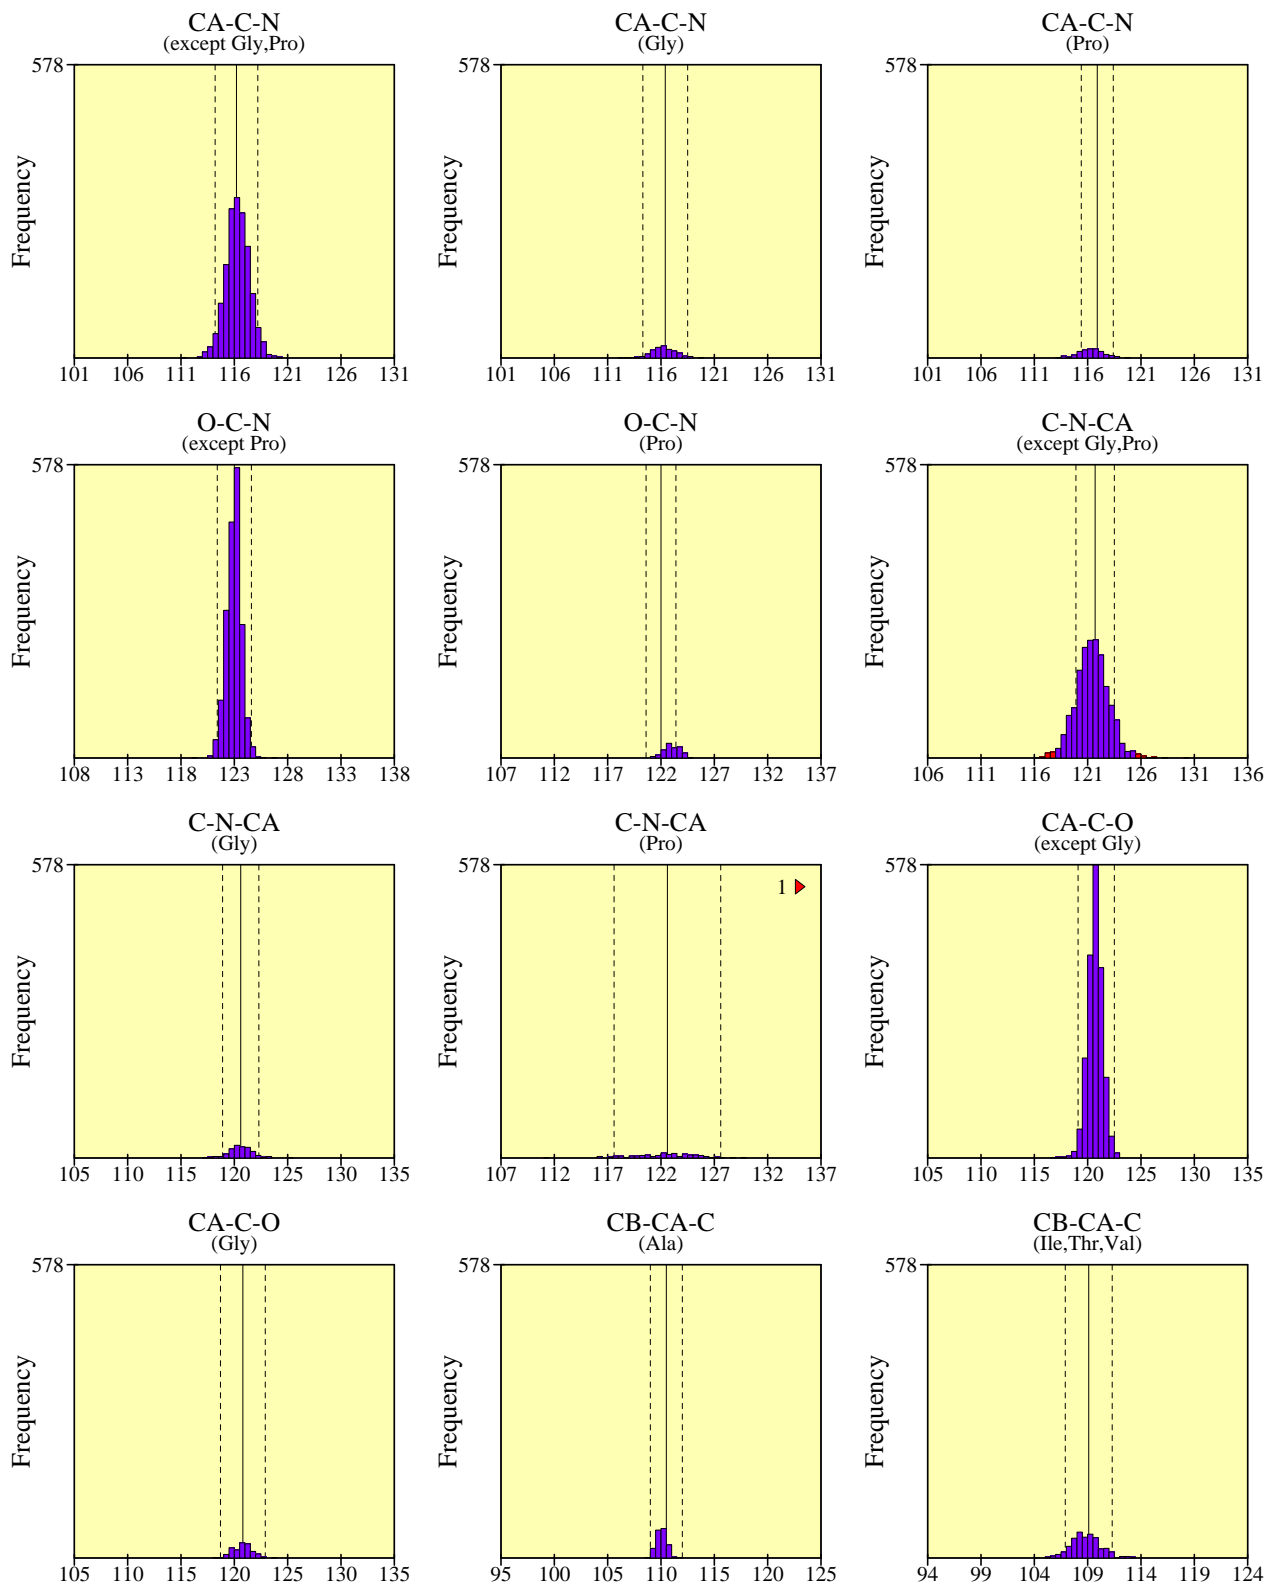 CA-C-N
(except Gly,Pro)
578
Frequency
101 106 111 116 121 126 131
CA-C-N
(Gly)
578
Frequency
101 106 111 116 121 126 131
CA-C-N
(Pro)
578
Frequency
101 106 111 116 121 126 131
O-C-N
(except Pro)
578
Frequency
108 113 118 123 128 133 138
O-C-N
(Pro)
578
Frequency
107 112 117 122 127 132 137
C-N-CA
(except Gly,Pro)
578
Frequency
106 111 116 121 126 131 136
C-N-CA
(Gly)
578
Frequency
105 110 115 120 125 130 135
C-N-CA
(Pro)
578
1
Frequency
107 112 117 122 127 132 137
CA-C-O
(except Gly)
578
Frequency
105 110 115 120 125 130 135
CA-C-O
(Gly)
578
Frequency
105 110 115 120 125 130 135
CB-CA-C
(Ala)
578
Frequency
95 100 105 110 115 120 125
CB-CA-C
(Ile,Thr,Val)
578
Frequency
94 99 104 109 114 119 124